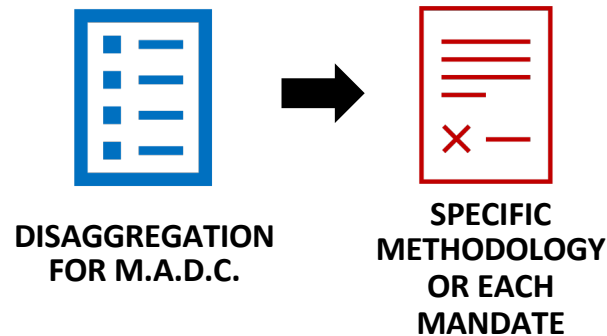 DISAGGREGATION
FOR M.A.D.C.
SPECIFIC
METHODOLOGY
OR EACH
MANDATE